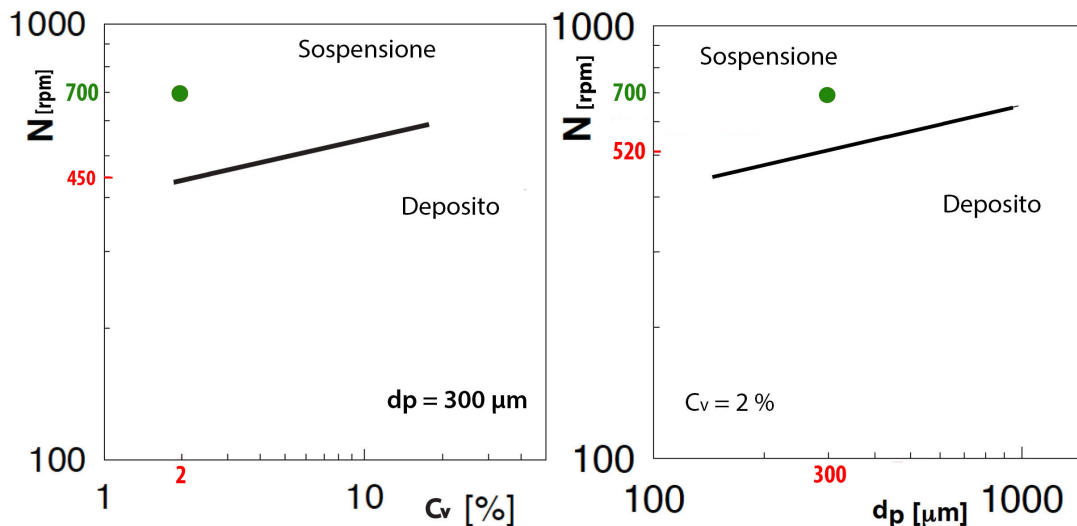 1000
Sospensione
700
N [rpm]
450
Deposito
dp = 300 μm
100
2
1
10
Cv [%]
1000
Sospensione
700
N [rpm]
520
Deposito
Cv = 2 %
100
300
100
1000
dp [μm]